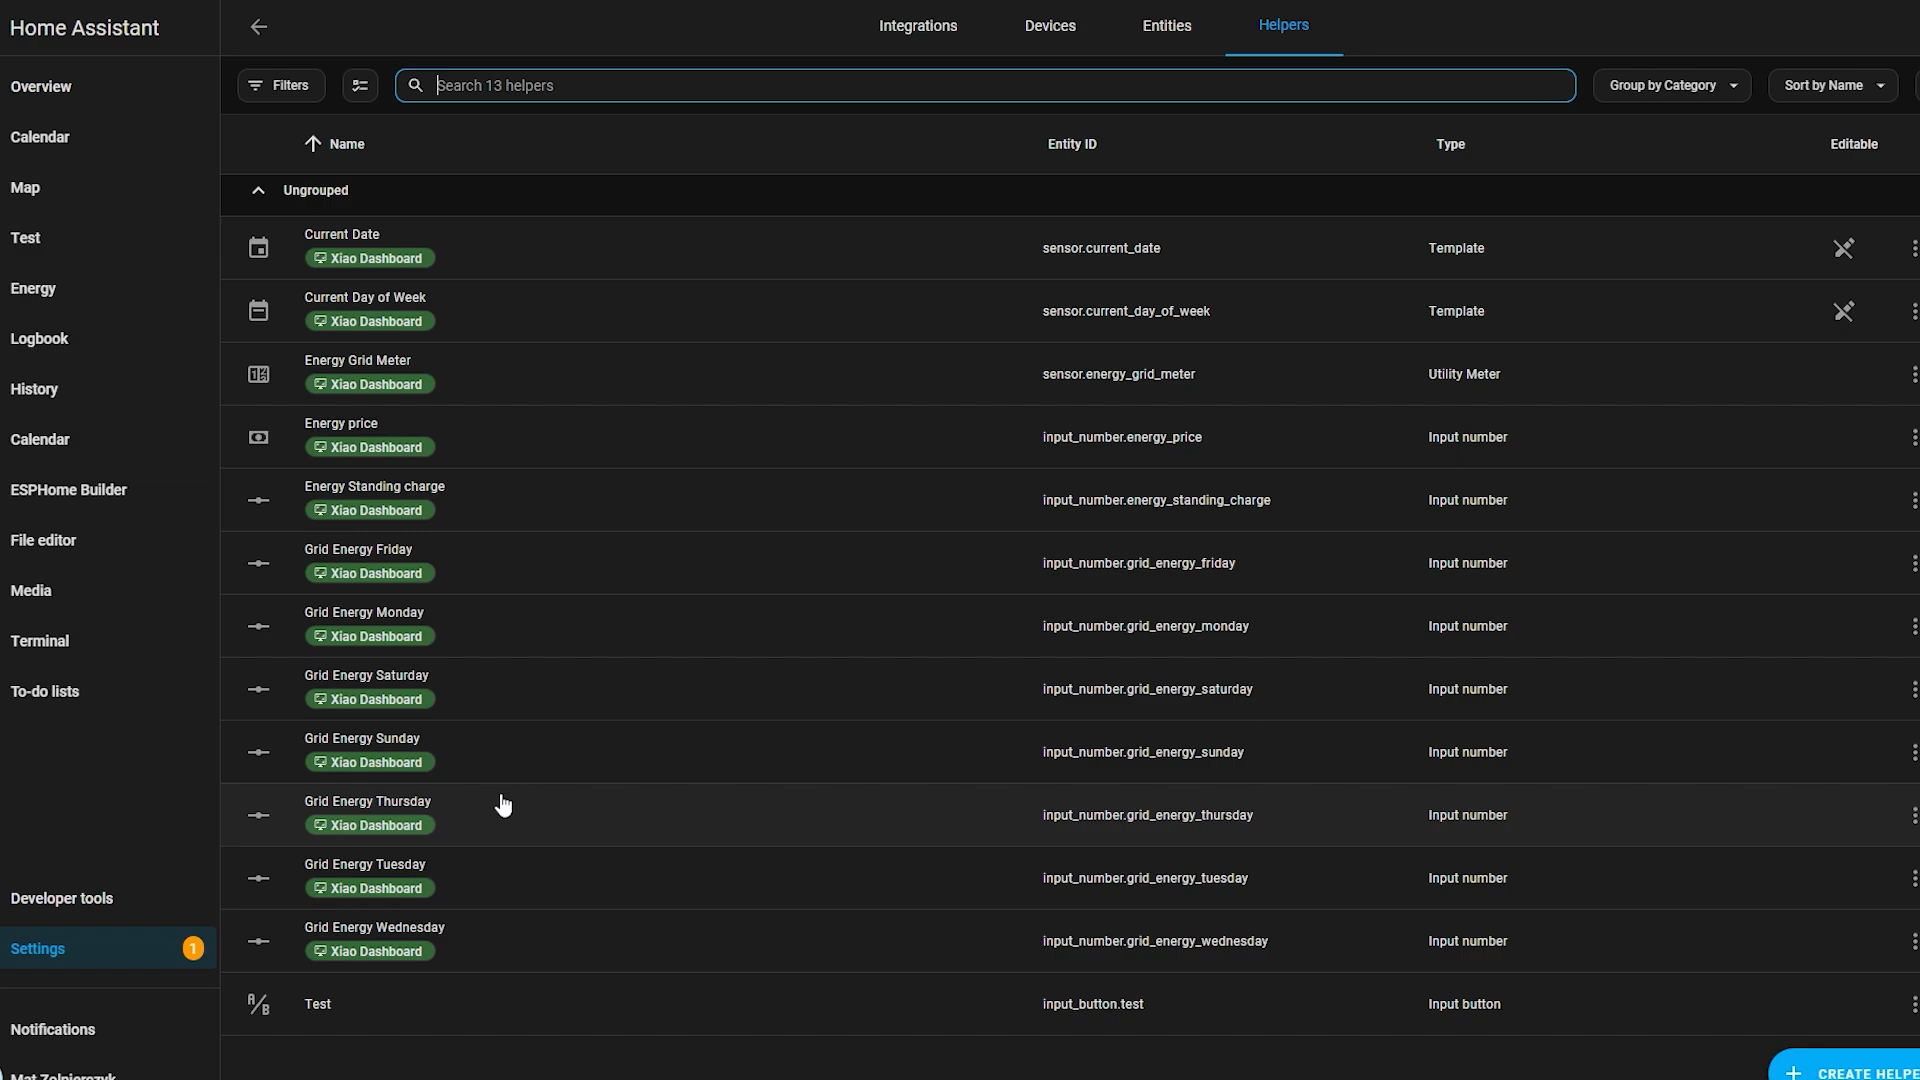 Home Assistant
Integrations
Devices
Entities
Helpers
Overview
Calendar
Map
Test
Energy
Logbook
History
Calendar
ESPHome Builder
File editor
Media
Terminal
To-do lists
Developer tools
Settings 1
Notifications
Mat Zolnierczyk
Filters
Search 13 helpers
Group by Category
Sort by Name
Name Entity ID Type Editable
Ungrouped
Current Date
Xiao Dashboard
sensor.current_date
Template
Current Day of Week
Xiao Dashboard
sensor.current_day_of_week
Template
Energy Grid Meter
Xiao Dashboard
sensor.energy_grid_meter
Utility Meter
Energy price
Xiao Dashboard
input_number.energy_price
Input number
Energy Standing charge
Xiao Dashboard
input_number.energy_standing_charge
Input number
Grid Energy Friday
Xiao Dashboard
input_number.grid_energy_friday
Input number
Grid Energy Monday
Xiao Dashboard
input_number.grid_energy_monday
Input number
Grid Energy Saturday
Xiao Dashboard
input_number.grid_energy_saturday
Input number
Grid Energy Sunday
Xiao Dashboard
input_number.grid_energy_sunday
Input number
Grid Energy Thursday
Xiao Dashboard
input_number.grid_energy_thursday
Input number
Grid Energy Tuesday
Xiao Dashboard
input_number.grid_energy_tuesday
Input number
Grid Energy Wednesday
Xiao Dashboard
input_number.grid_energy_wednesday
Input number
Test
input_button.test
Input button
CREATE HELPE